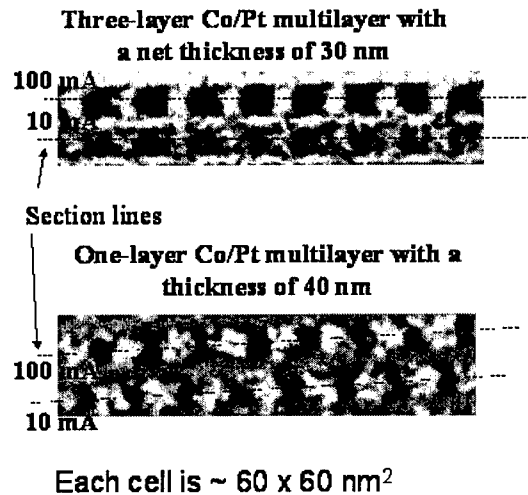 Three-layer Co/Pt multilayer with
a net thickness of 30 nm
100 mA
10 mA
Section lines
One-layer Co/Pt multilayer with a
thickness of 40 nm
100 mA
10 mA
Each cell is ~ 60 x 60 nm²